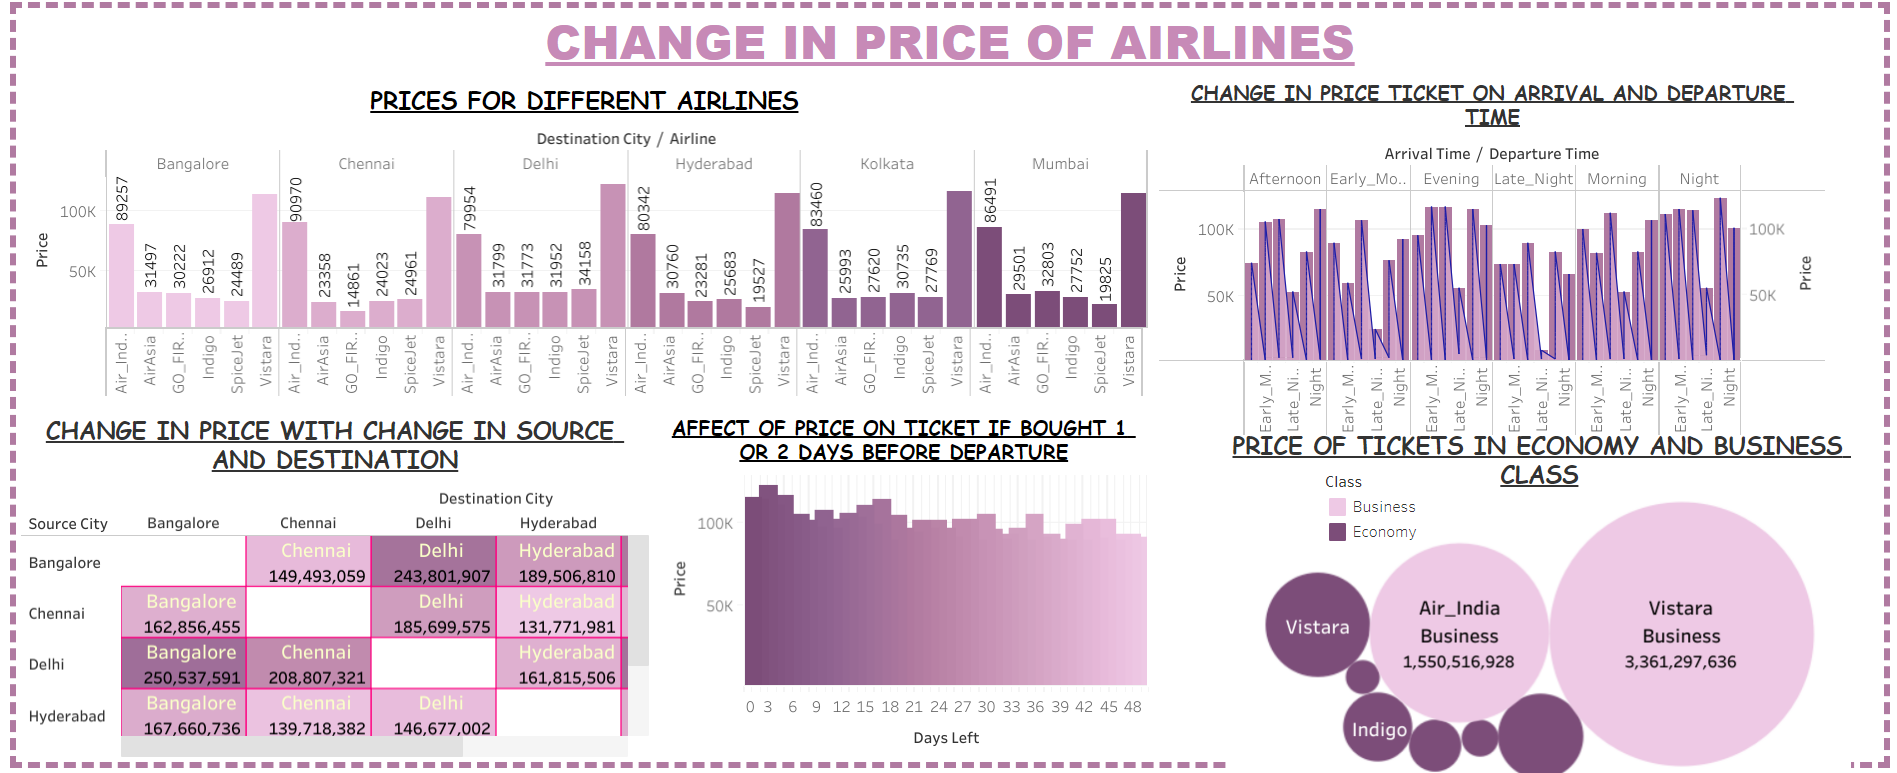 CHANGE IN PRICE OF AIRLINES
PRICES FOR DIFFERENT AIRLINES
Destination City / Airline
Bangalore Chennai Delhi Hyderabad Kolkata Mumbai
Price
100K
50K
89257 31497 30222 26912 24489
90970 23358 14861 24023 24961
79954 31799 31773 31952 34158
80342 30760 23281 25683 19527
83460 25993 27620 30735 27769
86491 29501 32803 27752 19825
Air_Ind.. AirAsia GO_FIR.. Indigo SpiceJet Vistara
Air_Ind.. AirAsia GO_FIR.. Indigo SpiceJet Vistara
Air_Ind.. AirAsia GO_FIR.. Indigo SpiceJet Vistara
Air_Ind.. AirAsia GO_FIR.. Indigo SpiceJet Vistara
Air_Ind.. AirAsia GO_FIR.. Indigo SpiceJet Vistara
Air_Ind.. AirAsia GO_FIR.. Indigo SpiceJet Vistara
CHANGE IN PRICE TICKET ON ARRIVAL AND DEPARTURE
TIME
Arrival Time / Departure Time
Afternoon Early_Mo.. Evening Late_Night Morning Night
Price
100K
50K
100K
50K
Price
Early_M.. Late_Ni.. Night
Early_M.. Late_Ni.. Night
Early_M.. Late_Ni.. Night
Early_M.. Late_Ni.. Night
Early_M.. Late_Ni.. Night
Early_M.. Late_Ni.. Night
CHANGE IN PRICE WITH CHANGE IN SOURCE
AND DESTINATION
Destination City
Source City Bangalore Chennai Delhi Hyderabad
Bangalore
Chennai Delhi Hyderabad
149,493,059 243,801,907 189,506,810
Chennai
Bangalore Delhi Hyderabad
162,856,455 185,699,575 131,771,981
Delhi
Bangalore Chennai Hyderabad
250,537,591 208,807,321 161,815,506
Hyderabad
Bangalore Chennai Delhi
167,660,736 139,718,382 146,677,002
AFFECT OF PRICE ON TICKET IF BOUGHT 1
OR 2 DAYS BEFORE DEPARTURE
Price
100K
50K
0 3 6 9 12 15 18 21 24 27 30 33 36 39 42 45 48
Days Left
PRICE OF TICKETS IN ECONOMY AND BUSINESS
CLASS
Class
Business
Economy
Vistara
Air_India
Business
1,550,516,928
Vistara
Business
3,361,297,636
Indigo